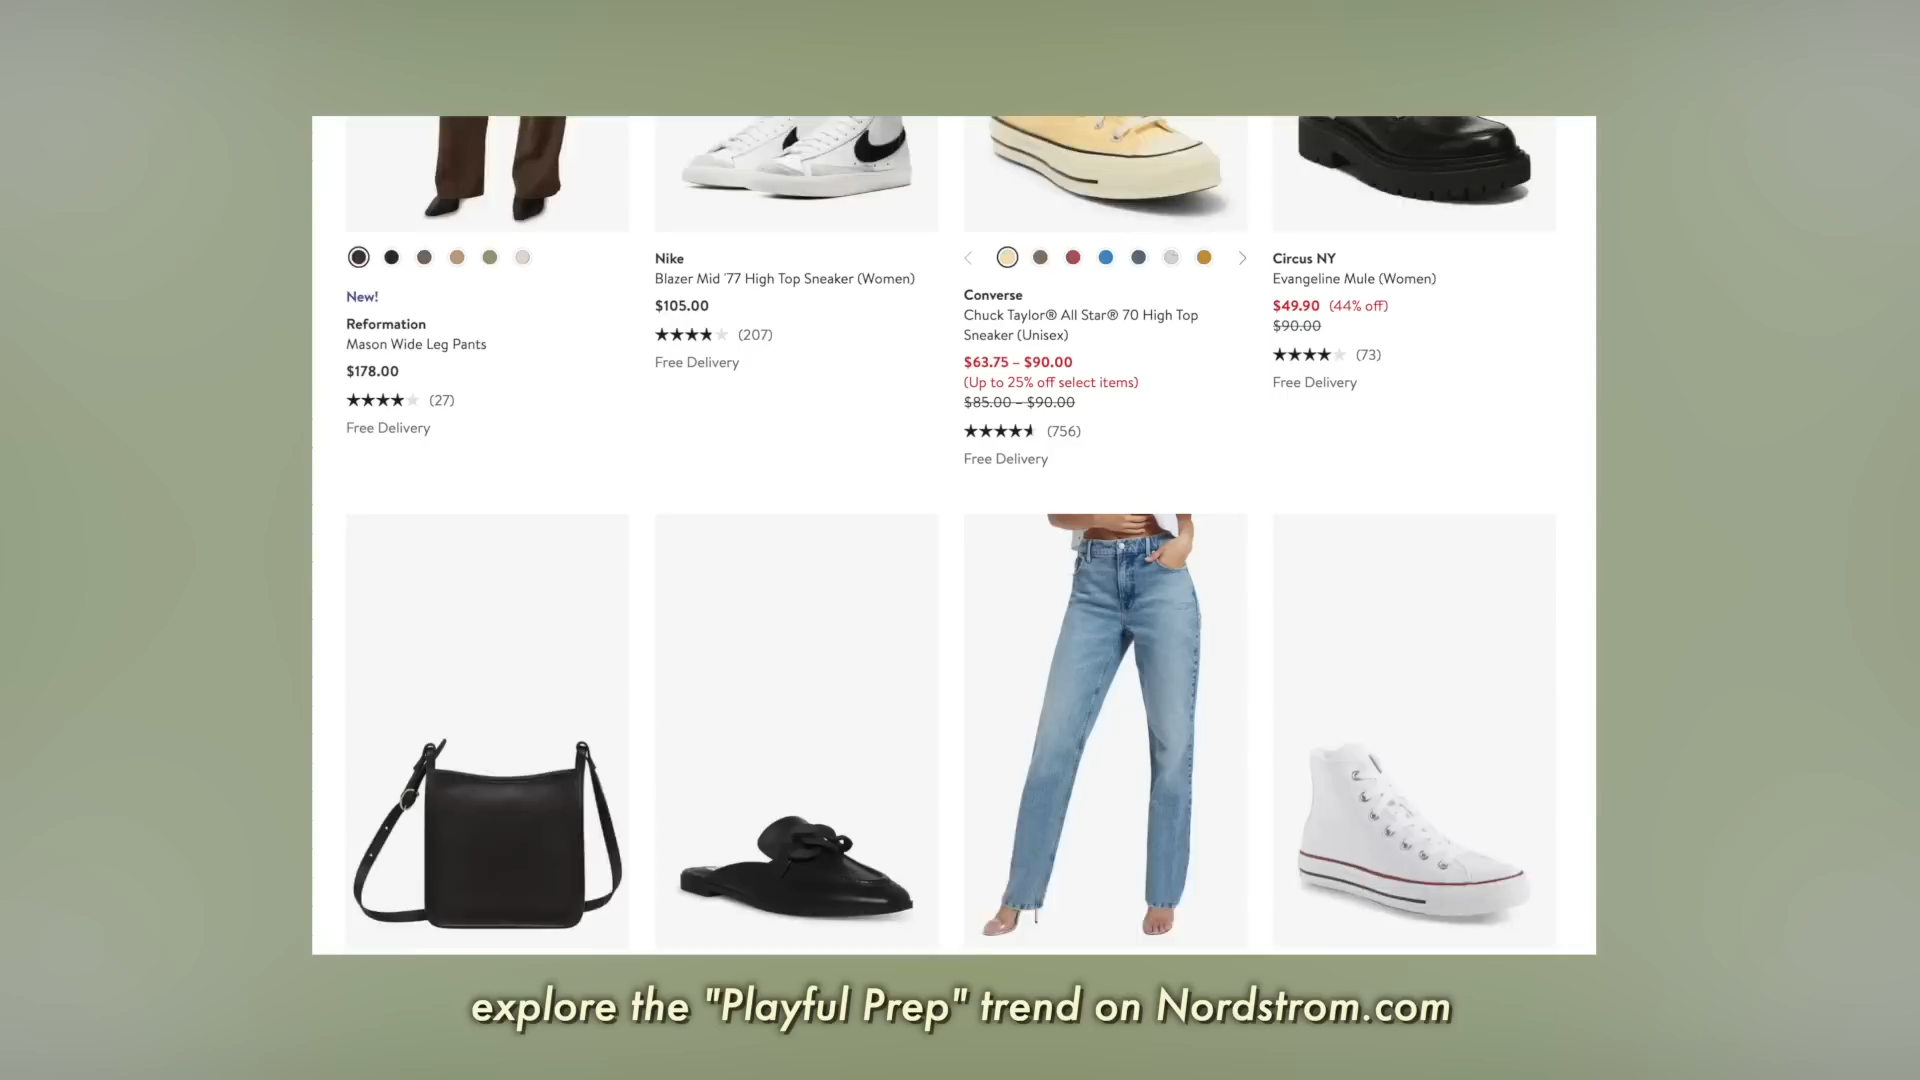 New!
Reformation
Mason Wide Leg Pants
$178.00
(27)
Free Delivery
Nike
Blazer Mid '77 High Top Sneaker (Women)
$105.00
(207)
Free Delivery
Converse
Chuck Taylor® All Star® 70 High Top
Sneaker (Unisex)
$63.75 – $90.00
(Up to 25% off select items)
$85.00 – $90.00
(756)
Free Delivery
Circus NY
Evangeline Mule (Women)
$49.90 (44% off)
$90.00
(73)
Free Delivery
explore the "Playful Prep" trend on Nordstrom.com